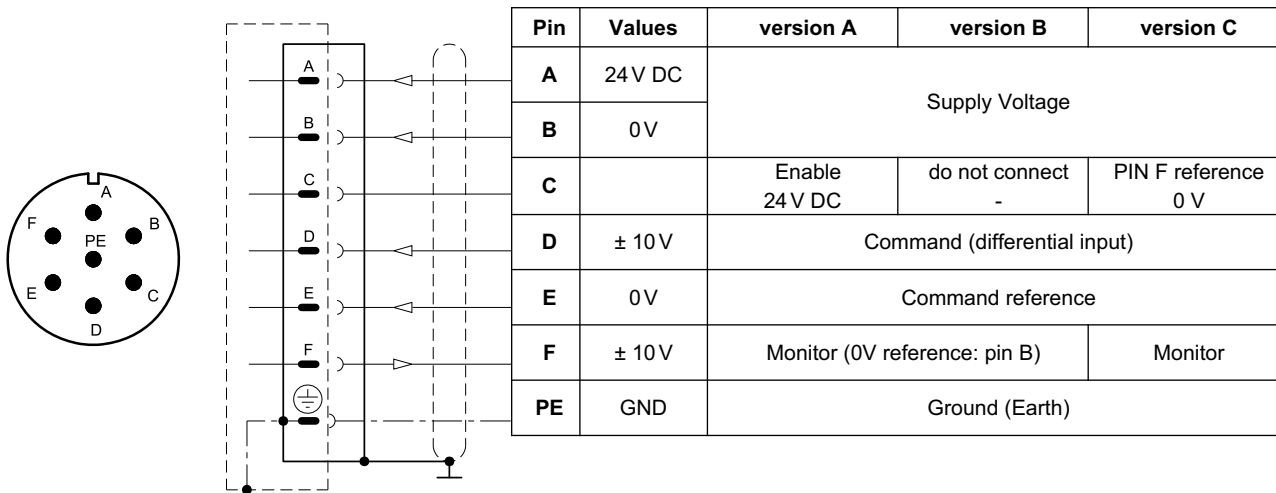 A
B
C
D
E
F
PE
A
B
C
D
E
F
Pin Values version A version B version C
A 24 V DC Supply Voltage
B 0 V
C Enable 24 V DC do not connect - PIN F reference 0 V
D ± 10 V Command (differential input)
E 0 V Command reference
F ± 10 V Monitor (0V reference: pin B) Monitor
PE GND Ground (Earth)